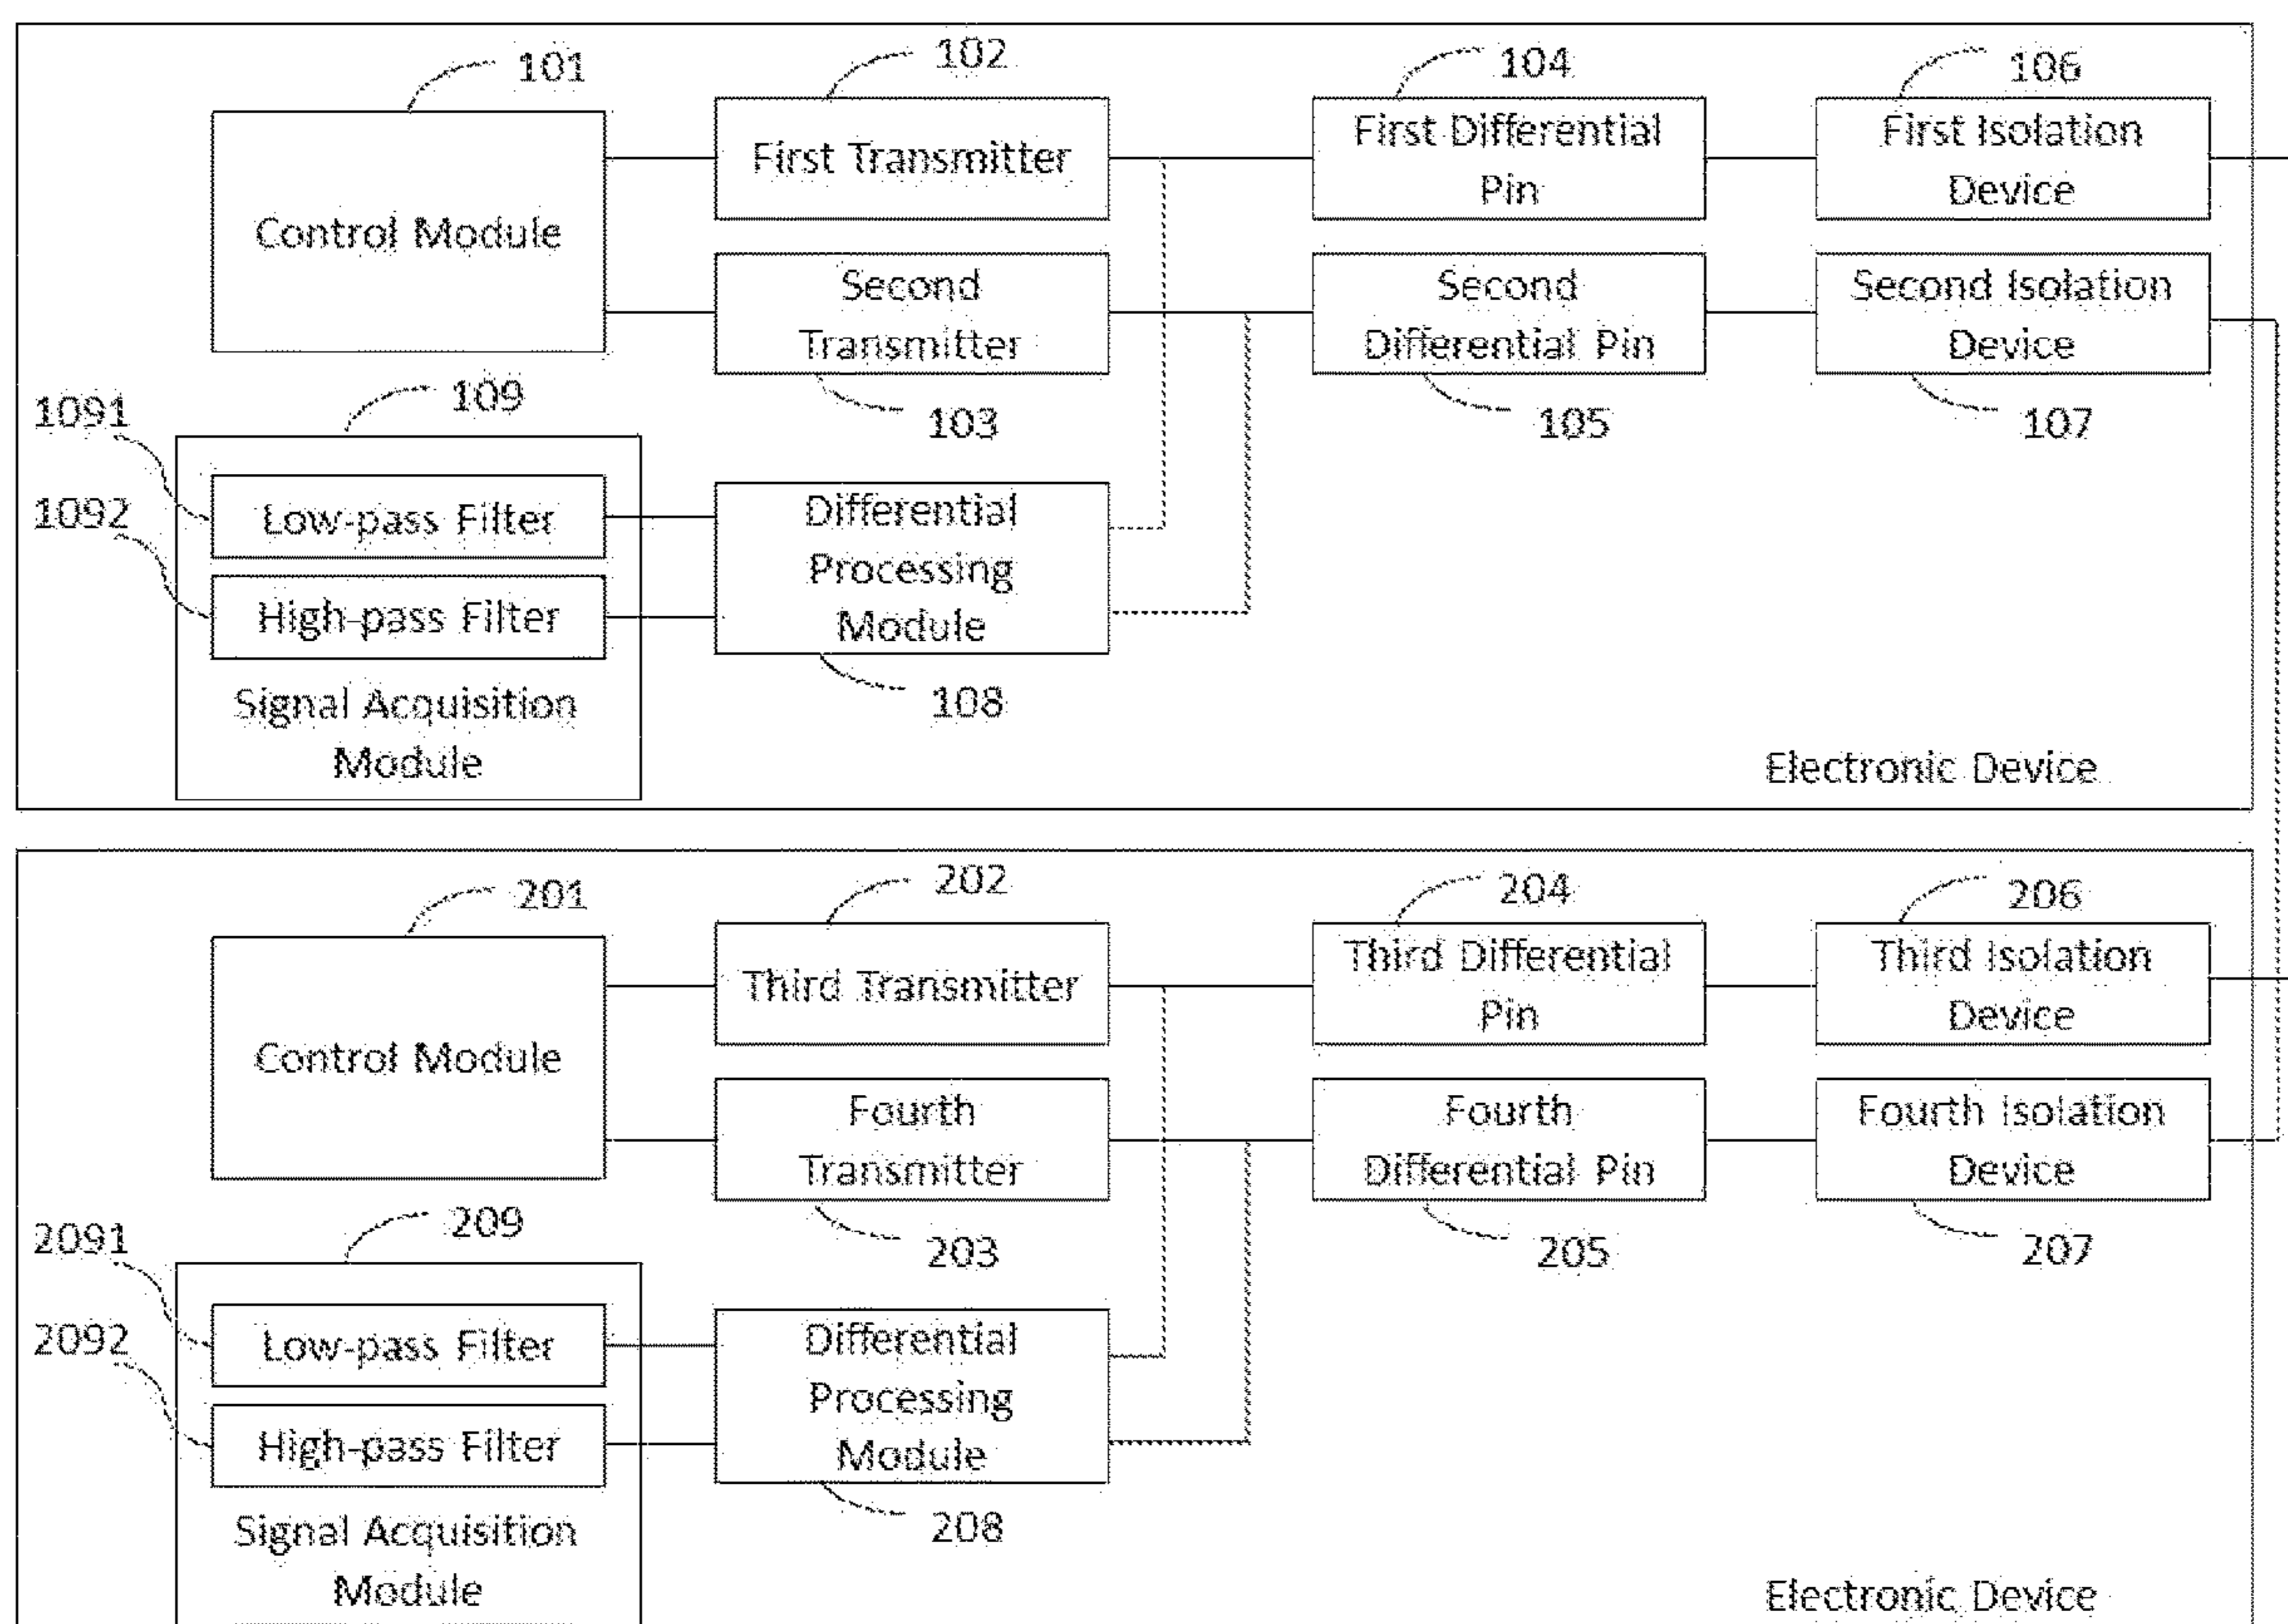 101
102
104
106
Control Module
First Transmitter
First Differential
Pin
First Isolation
Device
Second
Transmitter
Second
Differential Pin
Second Isolation
Device
103
105
107
109
1091
1092
Low-pass Filter
High-pass Filter
Signal Acquisition
Module
Differential
Processing
Module
108
Electronic Device
201
202
204
206
Control Module
Third Transmitter
Third Differential
Pin
Third Isolation
Device
Fourth
Transmitter
Fourth
Differential Pin
Fourth Isolation
Device
203
205
207
209
2091
2092
Low-pass Filter
High-pass Filter
Signal Acquisition
Module
Differential
Processing
Module
208
Electronic Device